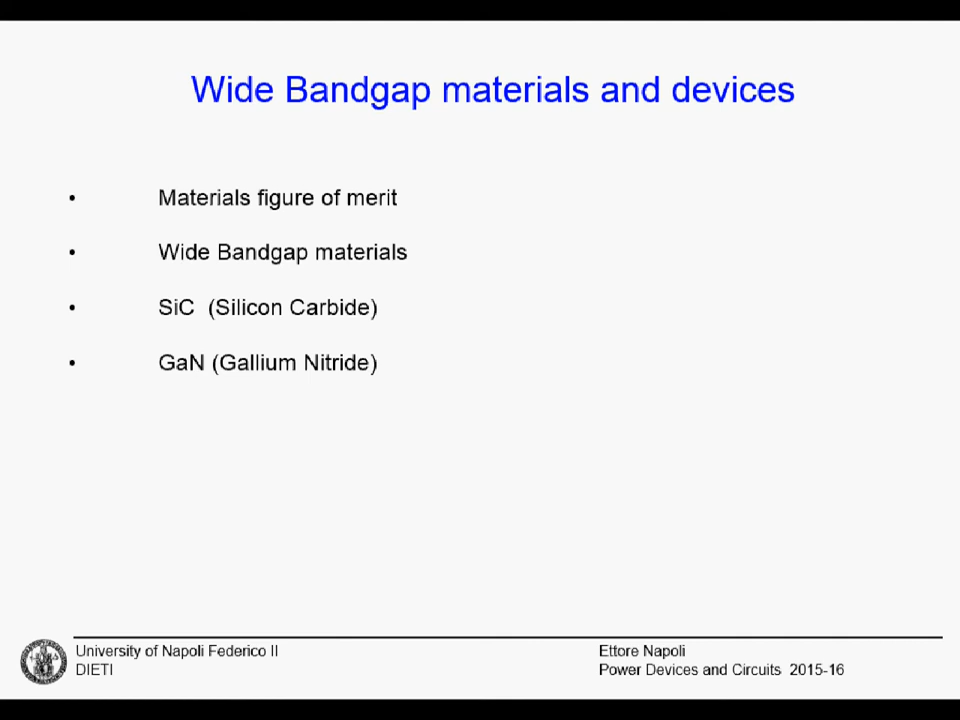 Wide Bandgap materials and devices
• Materials figure of merit
• Wide Bandgap materials
• SiC (Silicon Carbide)
• GaN (Gallium Nitride)
University of Napoli Federico II
DIETI
Ettore Napoli
Power Devices and Circuits 2015-16